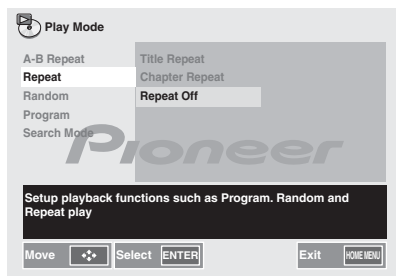 Play Mode
A-B Repeat
Title Repeat
Repeat
Chapter Repeat
Random
Repeat Off
Program
Search Mode
Pioneer
Setup playback functions such as Program. Random and
Repeat play
Move Select ENTER Exit HOME MENU